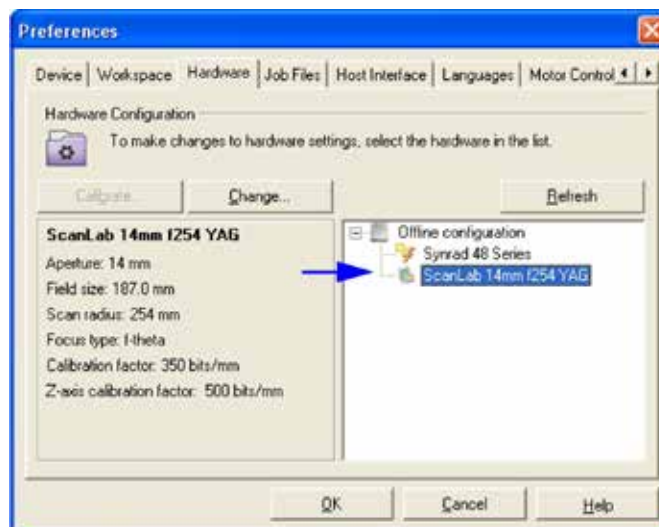 Preferences
Device Workspace Hardware Job Files Host Interface Languages Motor Control
Hardware Configuration
To make changes to hardware settings, select the hardware in the list.
Calibrate... Change... Refresh
ScanLab 14mm f254 YAG
Aperture: 14 mm
Field size: 187.0 mm
Scan radius: 254 mm
Focus type: f-theta
Calibration factor: 350 bits/mm
Z-axis calibration factor: 500 bits/mm
Offline configuration
Synrad 48 Series
ScanLab 14mm f254 YAG
OK Cancel Help